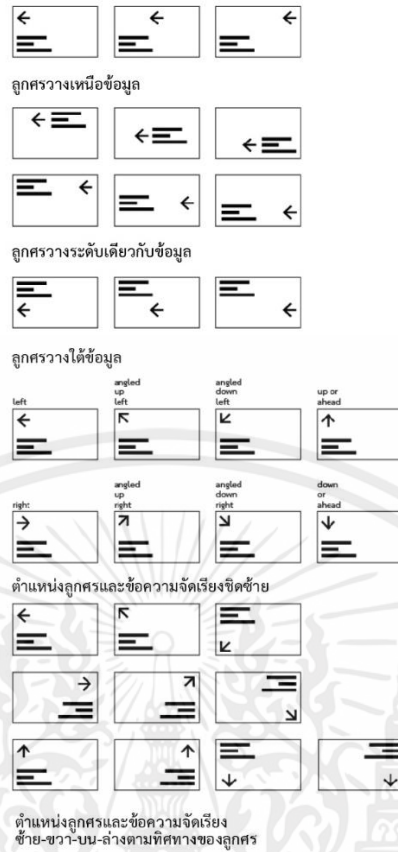 ลูกศรวางเหนือข้อมูล
ลูกศรวางระดับเดียวกับข้อมูล
ลูกศรวางใต้ข้อมูล
left
angled
up
left
angled
down
left
up or
ahead
right
angled
up
right
angled
down
right
down
or
ahead
ตำแหน่งลูกศรและข้อความจัดเรียงชิดซ้าย
ตำแหน่งลูกศรและข้อความจัดเรียง
ซ้าย-ขวา-บน-ล่างตามทิศทางของลูกศร